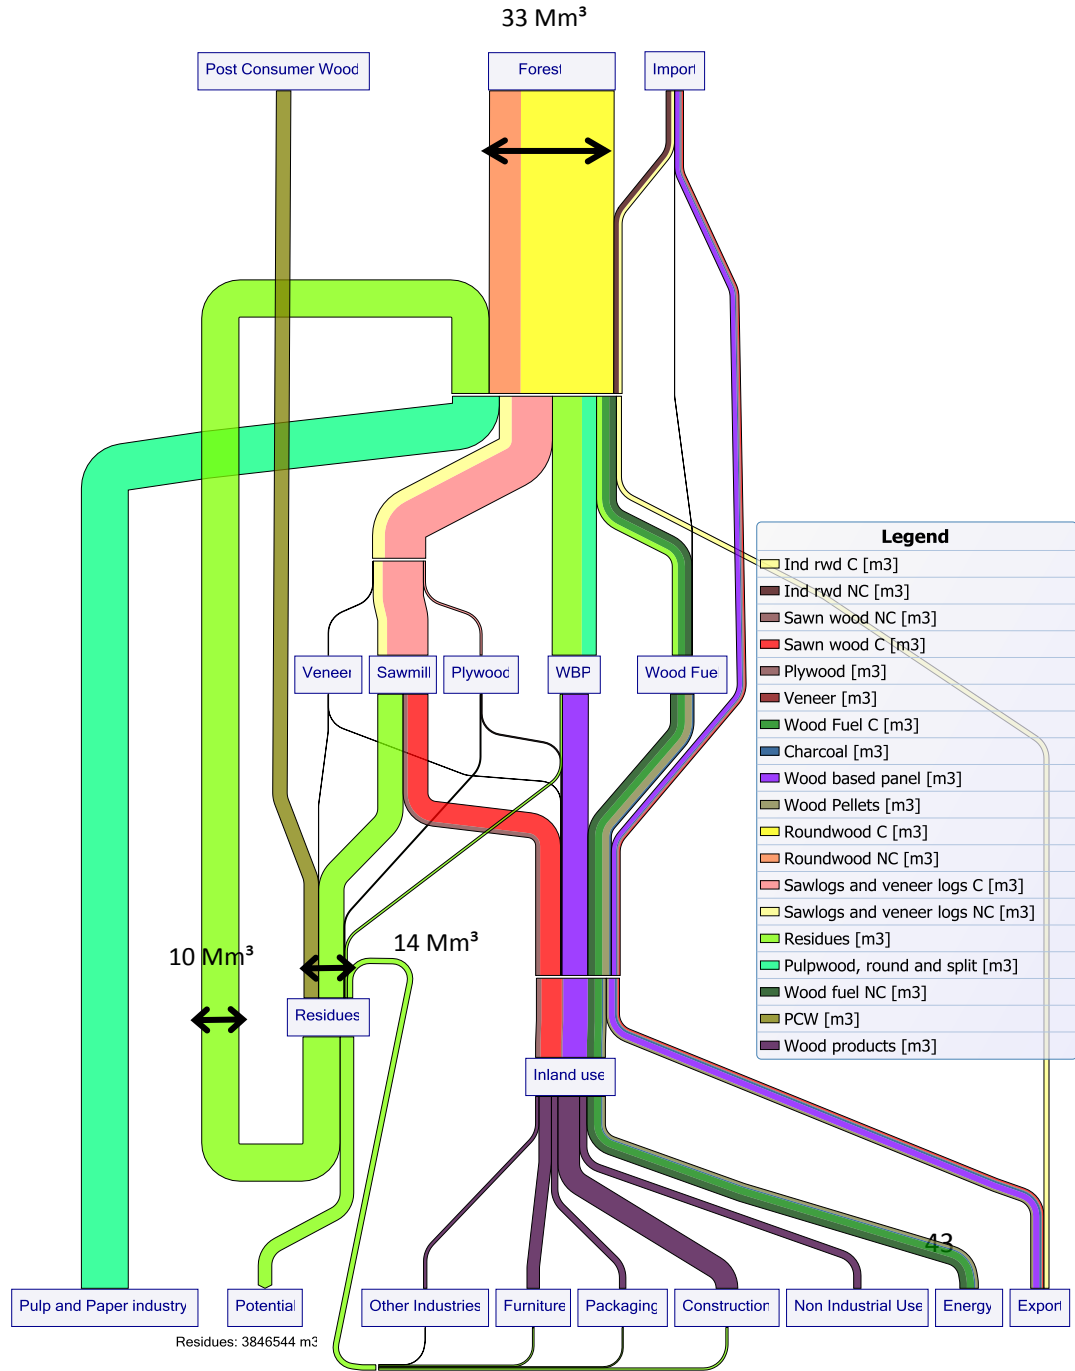 33 Mm³
Post Consumer Wood
Forest
Import
Legend
Ind rwd C [m3]
Ind rwd NC [m3]
Sawn wood NC [m3]
Sawn wood C [m3]
Plywood [m3]
Veneer [m3]
Wood Fuel C [m3]
Charcoal [m3]
Wood based panel [m3]
Wood Pellets [m3]
Roundwood C [m3]
Roundwood NC [m3]
Sawlogs and veneer logs C [m3]
Sawlogs and veneer logs NC [m3]
Residues [m3]
Pulpwood, round and split [m3]
Wood fuel NC [m3]
PCW [m3]
Wood products [m3]
Veneer
Sawmill
Plywood
WBP
Wood Fue
10 Mm³
14 Mm³
Residues
Inland use
43
Pulp and Paper industry
Potential
Other Industries
Furniture
Packaging
Construction
Non Industrial Use
Energy
Export
Residues: 3846544 m3